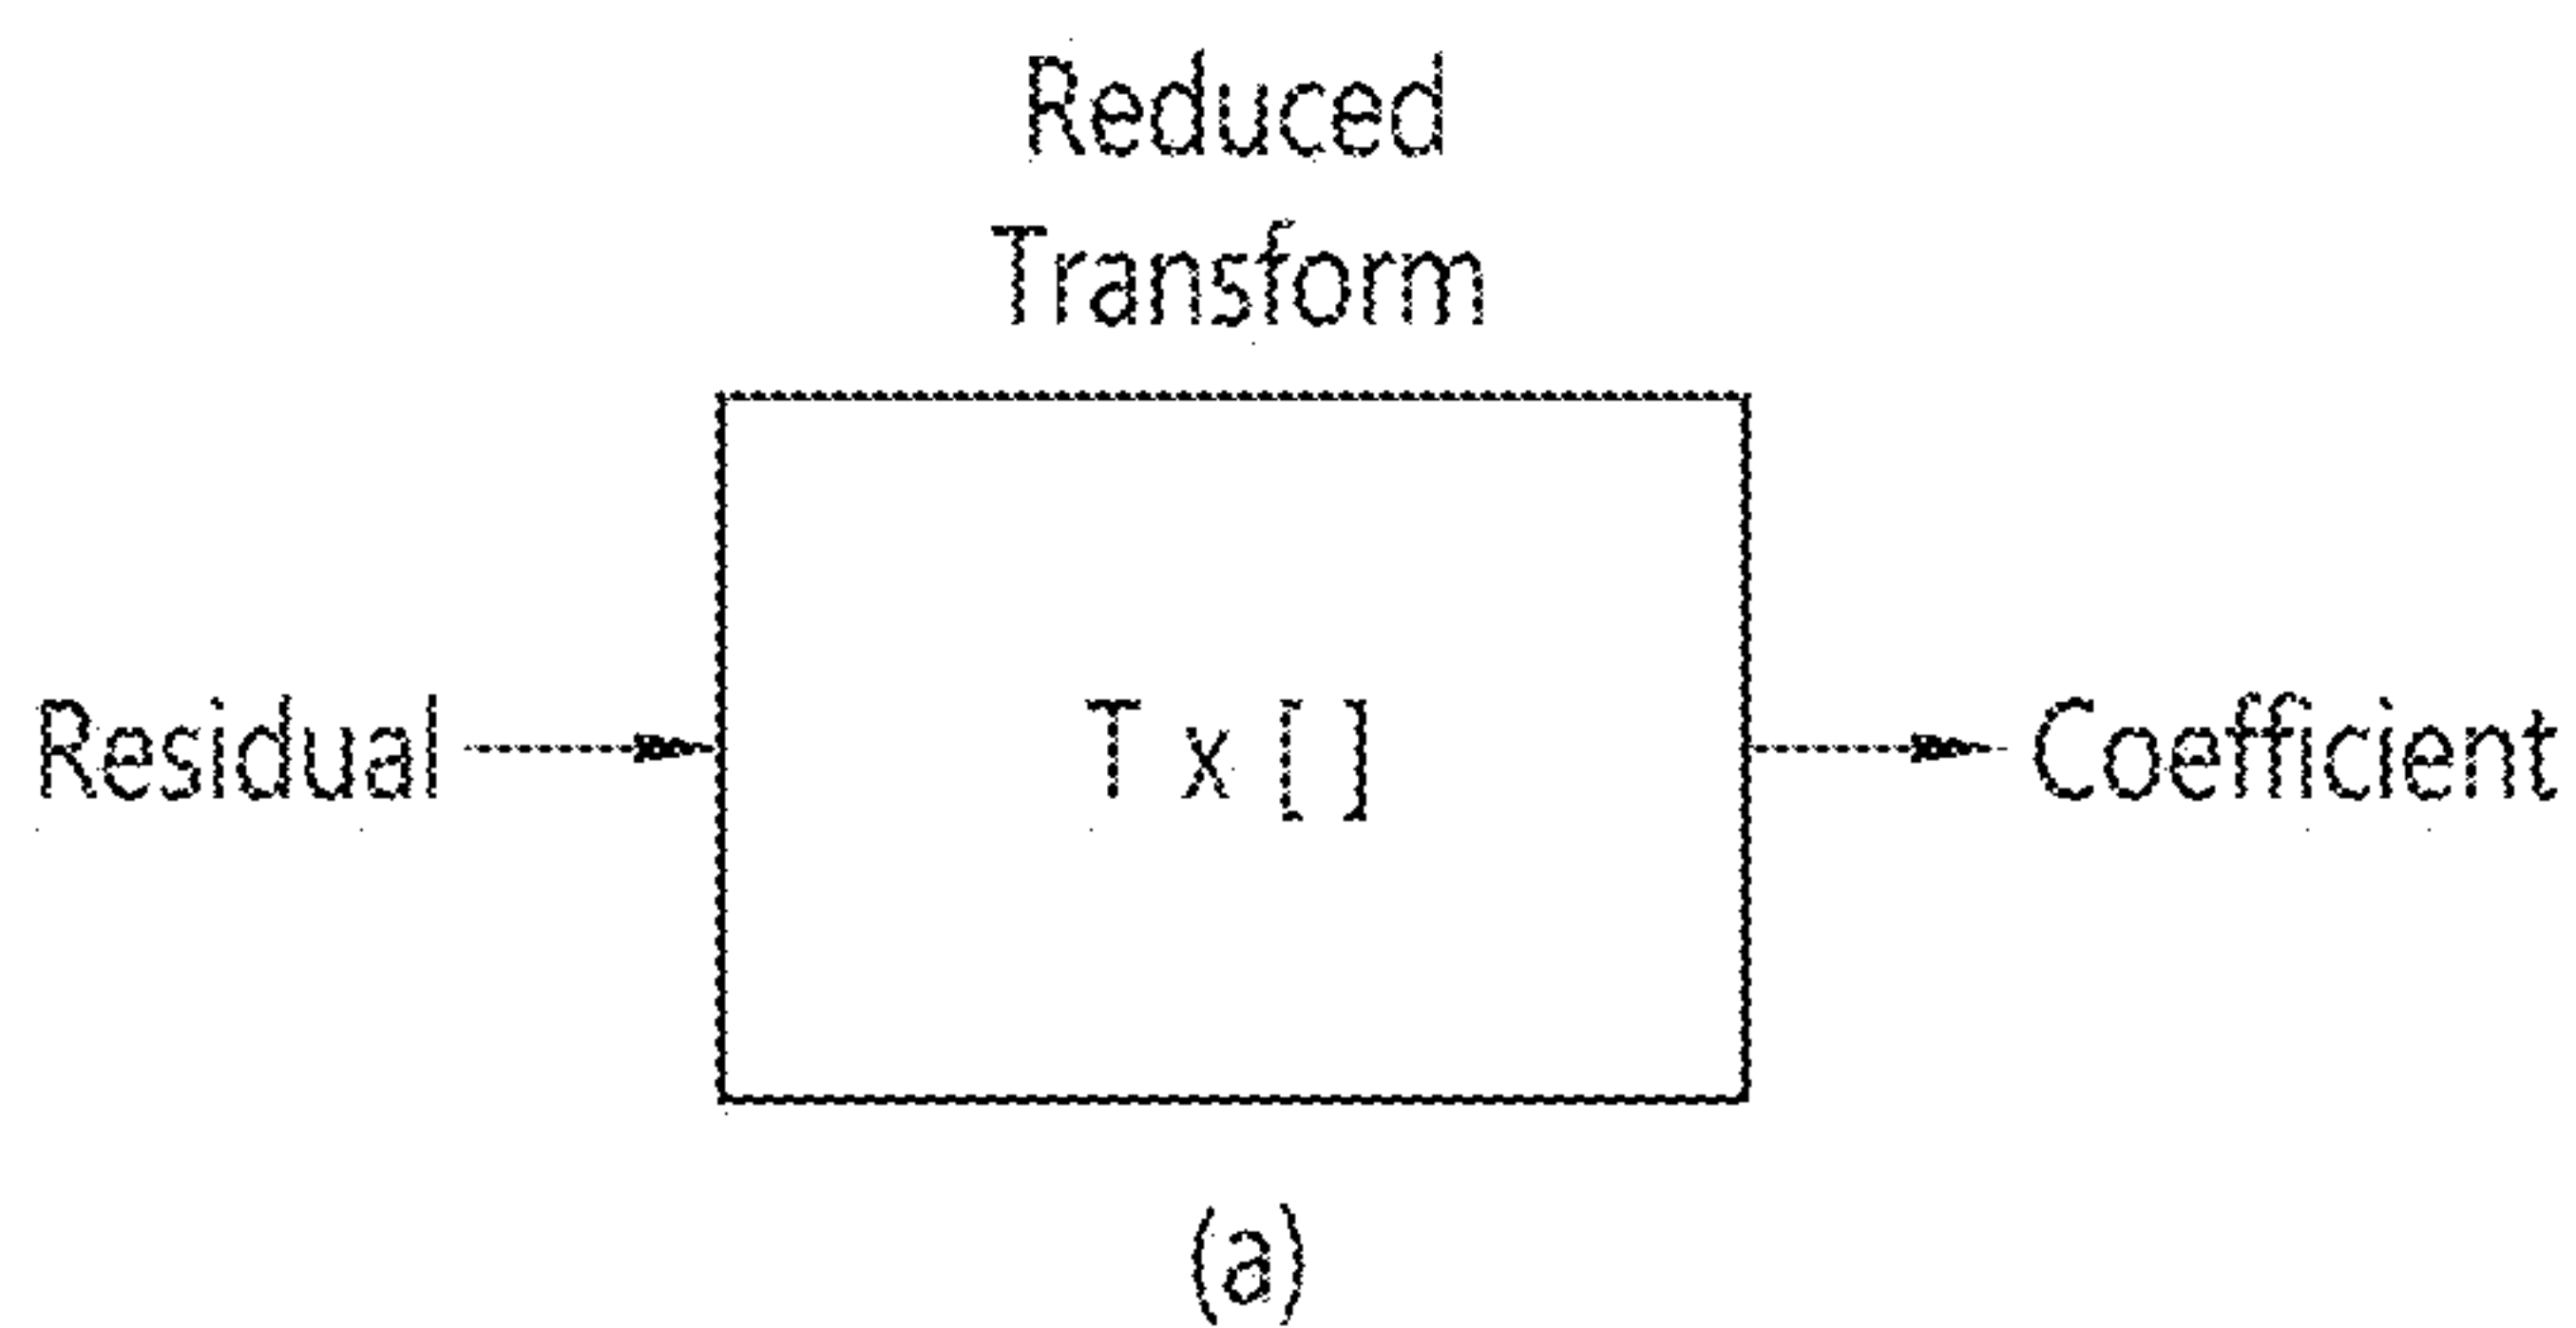 Reduced
Transform
Residual
T x [ ]
Coefficient
(a)